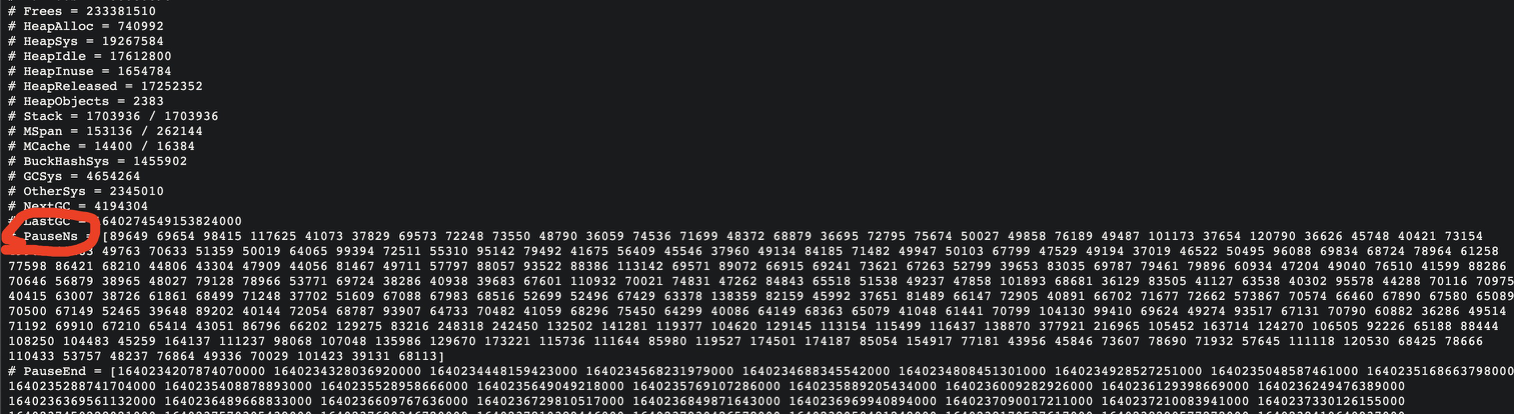 # Frees = 233381510
# HeapAlloc = 740992
# HeapSys = 19267584
# HeapIdle = 17612800
# HeapInuse = 1654784
# HeapReleased = 17252352
# HeapObjects = 2383
# Stack = 1703936 / 1703936
# MSpan = 153136 / 262144
# MCache = 14400 / 16384
# BuckHashSys = 1455902
# GCSys = 4654264
# OtherSys = 2345010
# NextGC = 4194304
# LastGC = 1640274549153824000
# PauseNs = [89649 69654 98415 117625 41073 37829 69573 72248 73550 48790 36059 74536 71699 48372 68879 36695 72795 75674 50027 49858 76189 49487 101173 37654 120790 36626 45748 40421 73154
49763 70633 51359 50019 64065 99394 72511 55310 95142 79492 41675 56409 45546 37960 49134 84185 71482 49947 50103 67799 47529 49194 37019 46522 50495 96088 69834 68724 78964 61258
77598 86421 68210 44806 43304 47909 44056 81467 49711 57797 88057 93522 88386 113142 69571 89072 66915 69241 73621 67263 52799 39653 83035 69787 79461 79896 60934 47204 49040 76510 41599 88286
70646 56879 38965 48027 79128 78966 53771 69724 38286 40938 39683 67601 110932 70021 74831 47262 84843 65518 51538 49237 47858 101893 68681 36129 83505 41127 63538 40302 95578 44288 70116 70975
40415 63007 38726 61861 68499 71248 37702 51609 67088 67983 68516 52699 52496 67429 63378 138359 82159 45992 37651 81489 66147 72905 40891 66702 71677 72662 573867 70574 66460 67890 67580 65089
70500 67149 52465 39648 89202 40144 72054 68787 93907 64733 70482 41059 68296 75450 64299 40086 64149 68363 65079 41048 61441 70799 104130 99410 69624 49274 93517 67131 70790 60882 36286 49514
71192 69910 67210 65414 43051 86796 66202 129275 83216 248318 242450 132502 141281 119377 104620 129145 113154 115499 116437 138870 377921 216965 105452 163714 124270 106505 92226 65188 88444
108250 104483 45259 164137 111237 98068 107048 135986 129670 173221 115736 111644 85980 119527 174501 174187 85054 154917 77181 43956 45846 73607 78690 71932 57645 111118 120530 68425 78666
110433 53757 48237 76864 49336 70029 101423 39131 68113]
# PauseEnd = [1640234207874070000 1640234328036920000 1640234448159423000 1640234568231979000 1640234688345542000 1640234808451301000 1640234928527251000 1640235048587461000 1640235168663798000
1640235288741704000 1640235408878893000 1640235528958666000 1640235649049218000 1640235769107286000 1640235889205434000 1640236009282926000 1640236129398669000 1640236249476389000
1640236369561132000 1640236489668833000 1640236609767636000 1640236729810517000 1640236849871643000 1640236969940894000 1640237090017211000 1640237210083941000 1640237330126155000